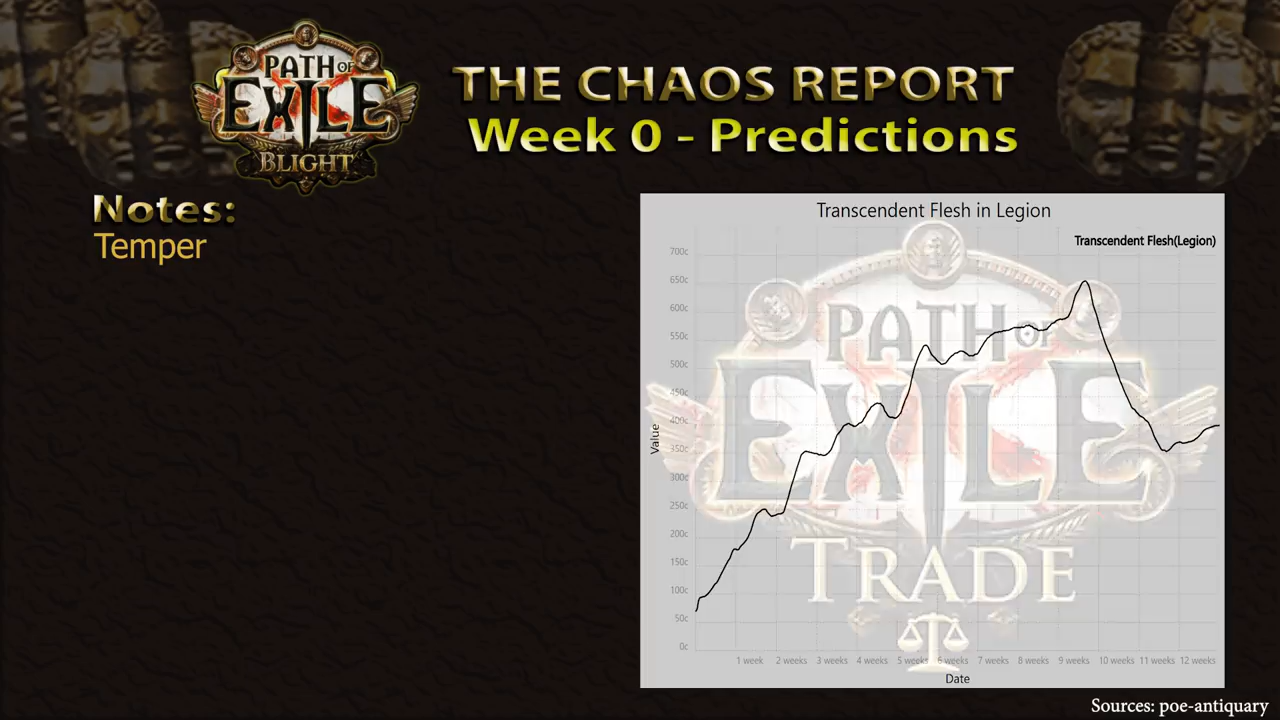 PATH OF
EXILE
BLIGHT
THE CHAOS REPORT
Week 0 - Predictions
Notes:
Temper
Transcendent Flesh in Legion
Transcendent Flesh(Legion)
700c
650c
600c
550c
500c
450c
400c
350c
300c
250c
200c
150c
100c
50c
0c
Value
PATH OF
EXILE
TRADE
1 week 2 weeks 3 weeks 4 weeks 5 weeks 6 weeks 7 weeks 8 weeks 9 weeks 10 weeks 11 weeks 12 weeks
Date
Sources: poe-antiquary